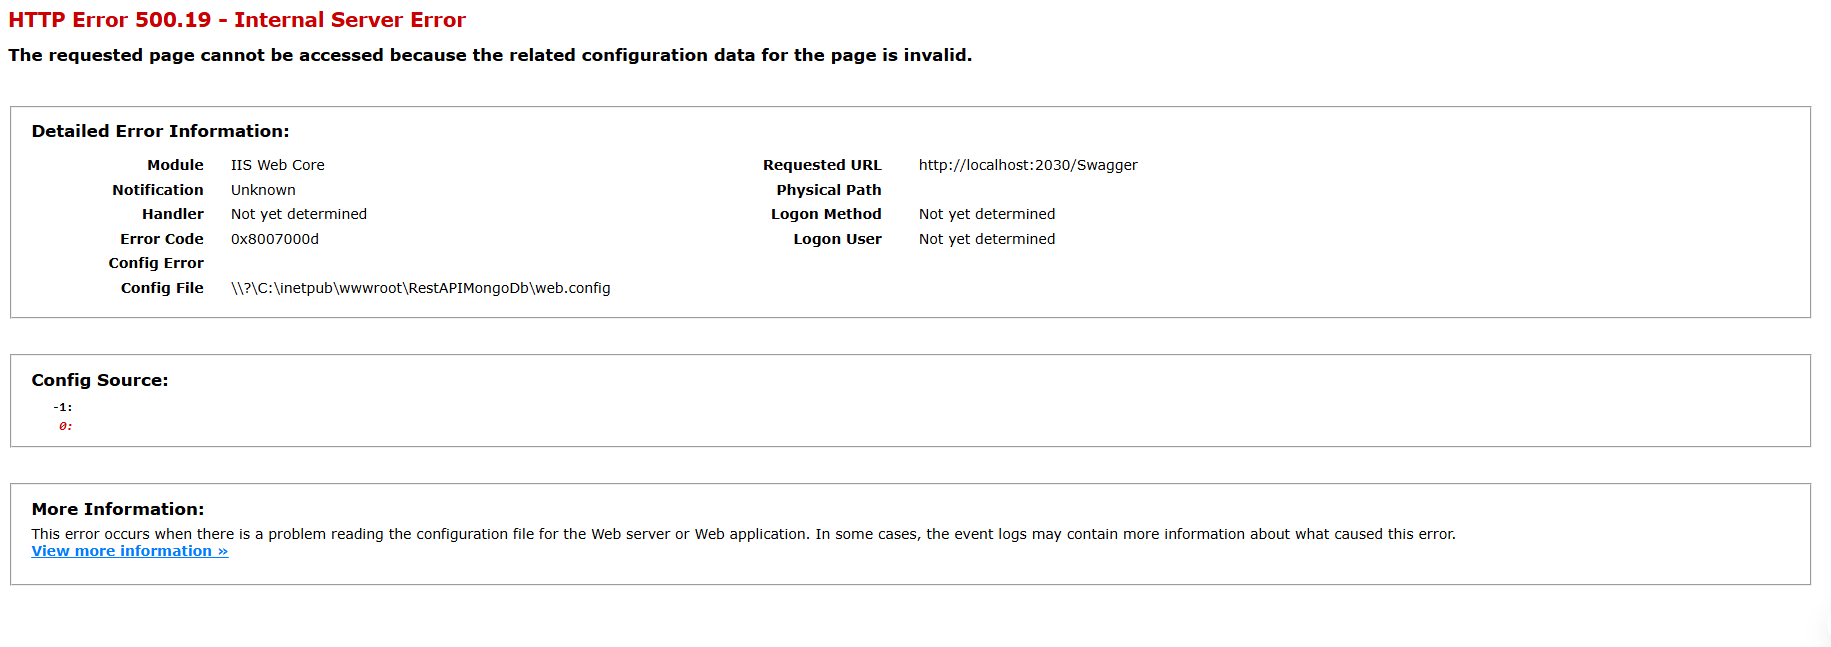 HTTP Error 500.19 - Internal Server Error
The requested page cannot be accessed because the related configuration data for the page is invalid.
Detailed Error Information:
Module IIS Web Core
Notification Unknown
Handler Not yet determined
Error Code 0x8007000d
Config Error
Config File \\?\C:\inetpub\wwwroot\RestAPIMongoDb\web.config
Requested URL http://localhost:2030/Swagger
Physical Path
Logon Method Not yet determined
Logon User Not yet determined
Config Source:
-1:
0:
More Information:
This error occurs when there is a problem reading the configuration file for the Web server or Web application. In some cases, the event logs may contain more information about what caused this error.
View more information »